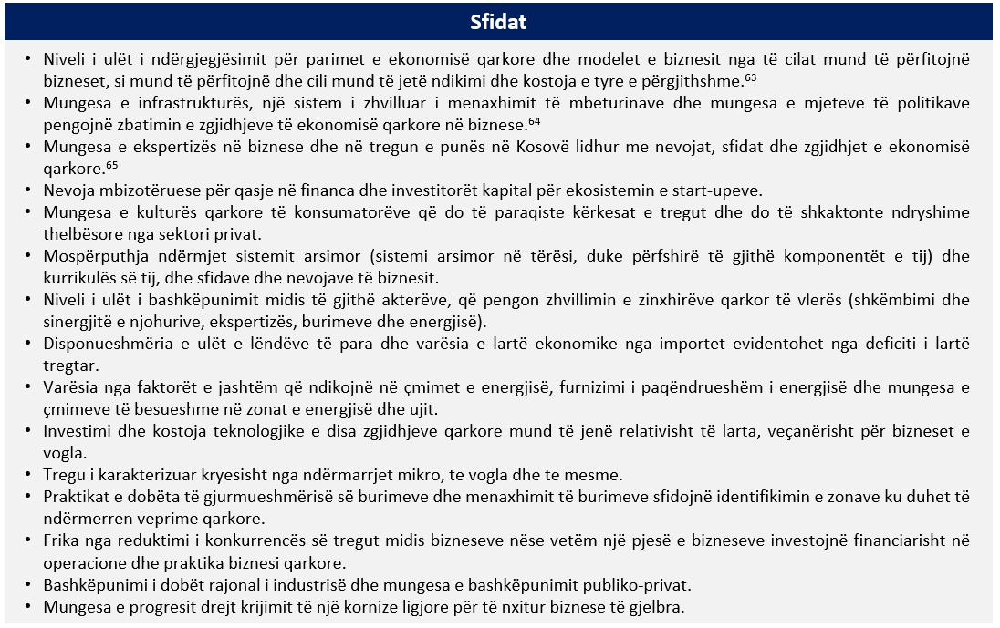 Sfidat
• Niveli i ulët i ndërgjegjësimit për parimet e ekonomisë qarkore dhe modelet e biznesit nga të cilat mund të përfitojnë
bizneset, si mund të përfitojnë dhe cili mund të jetë ndikimi dhe kostoja e tyre e përgjithshme.63
• Mungesa e infrastrukturës, një sistem i zhvilluar i menaxhimit të mbeturinave dhe mungesa e mjeteve të politikave
pengojnë zbatimin e zgjidhjeve të ekonomisë qarkore në biznese.64
• Mungesa e ekspertizës në biznese dhe në tregun e punës në Kosovë lidhur me nevojat, sfidat dhe zgjidhjet e ekonomisë
qarkore.65
• Nevoja mbizotëruese për qasje në financa dhe investitorët kapital për ekosistemin e start-upeve.
• Mungesa e kulturës qarkore të konsumatorëve që do të paraqiste kërkesat e tregut dhe do të shkaktonte ndryshime
thelbësore nga sektori privat.
• Mospërputhja ndërmjet sistemit arsimor (sistemi arsimor në tërësi, duke përfshirë të gjithë komponentët e tij) dhe
kurrikulës së tij, dhe sfidave dhe nevojave të biznesit.
• Niveli i ulët i bashkëpunimit midis të gjithë akterëve, që pengon zhvillimin e zinxhirëve qarkor të vlerës (shkëmbimi dhe
sinergjitë e njohurive, ekspertizës, burimeve dhe energjisë).
• Disponueshmëria e ulët e lëndëve të para dhe varësia e lartë ekonomike nga importet evidentohet nga deficiti i lartë
tregtar.
• Varësia nga faktorët e jashtëm që ndikojnë në çmimet e energjisë, furnizimi i paqëndrueshëm i energjisë dhe mungesa e
çmimeve të besueshme në zonat e energjisë dhe ujit.
• Investimi dhe kostoja teknologjike e disa zgjidhjeve qarkore mund të jenë relativisht të larta, veçanërisht për bizneset e
vogla.
• Tregu i karakterizuar kryesisht nga ndërmarrjet mikro, te vogla dhe te mesme.
• Praktikat e dobëta të gjurmueshmërisë së burimeve dhe menaxhimit të burimeve sfidojnë identifikimin e zonave ku duhet të
ndërmerren veprime qarkore.
• Frika nga reduktimi i konkurrencës së tregut midis bizneseve nëse vetëm një pjesë e bizneseve investojnë financiarisht në
operacione dhe praktika biznesi qarkore.
• Bashkëpunimi i dobët rajonal i industrisë dhe mungesa e bashkëpunimit publiko-privat.
• Mungesa e progresit drejt krijimit të një kornize ligjore për të nxitur biznese të gjelbra.